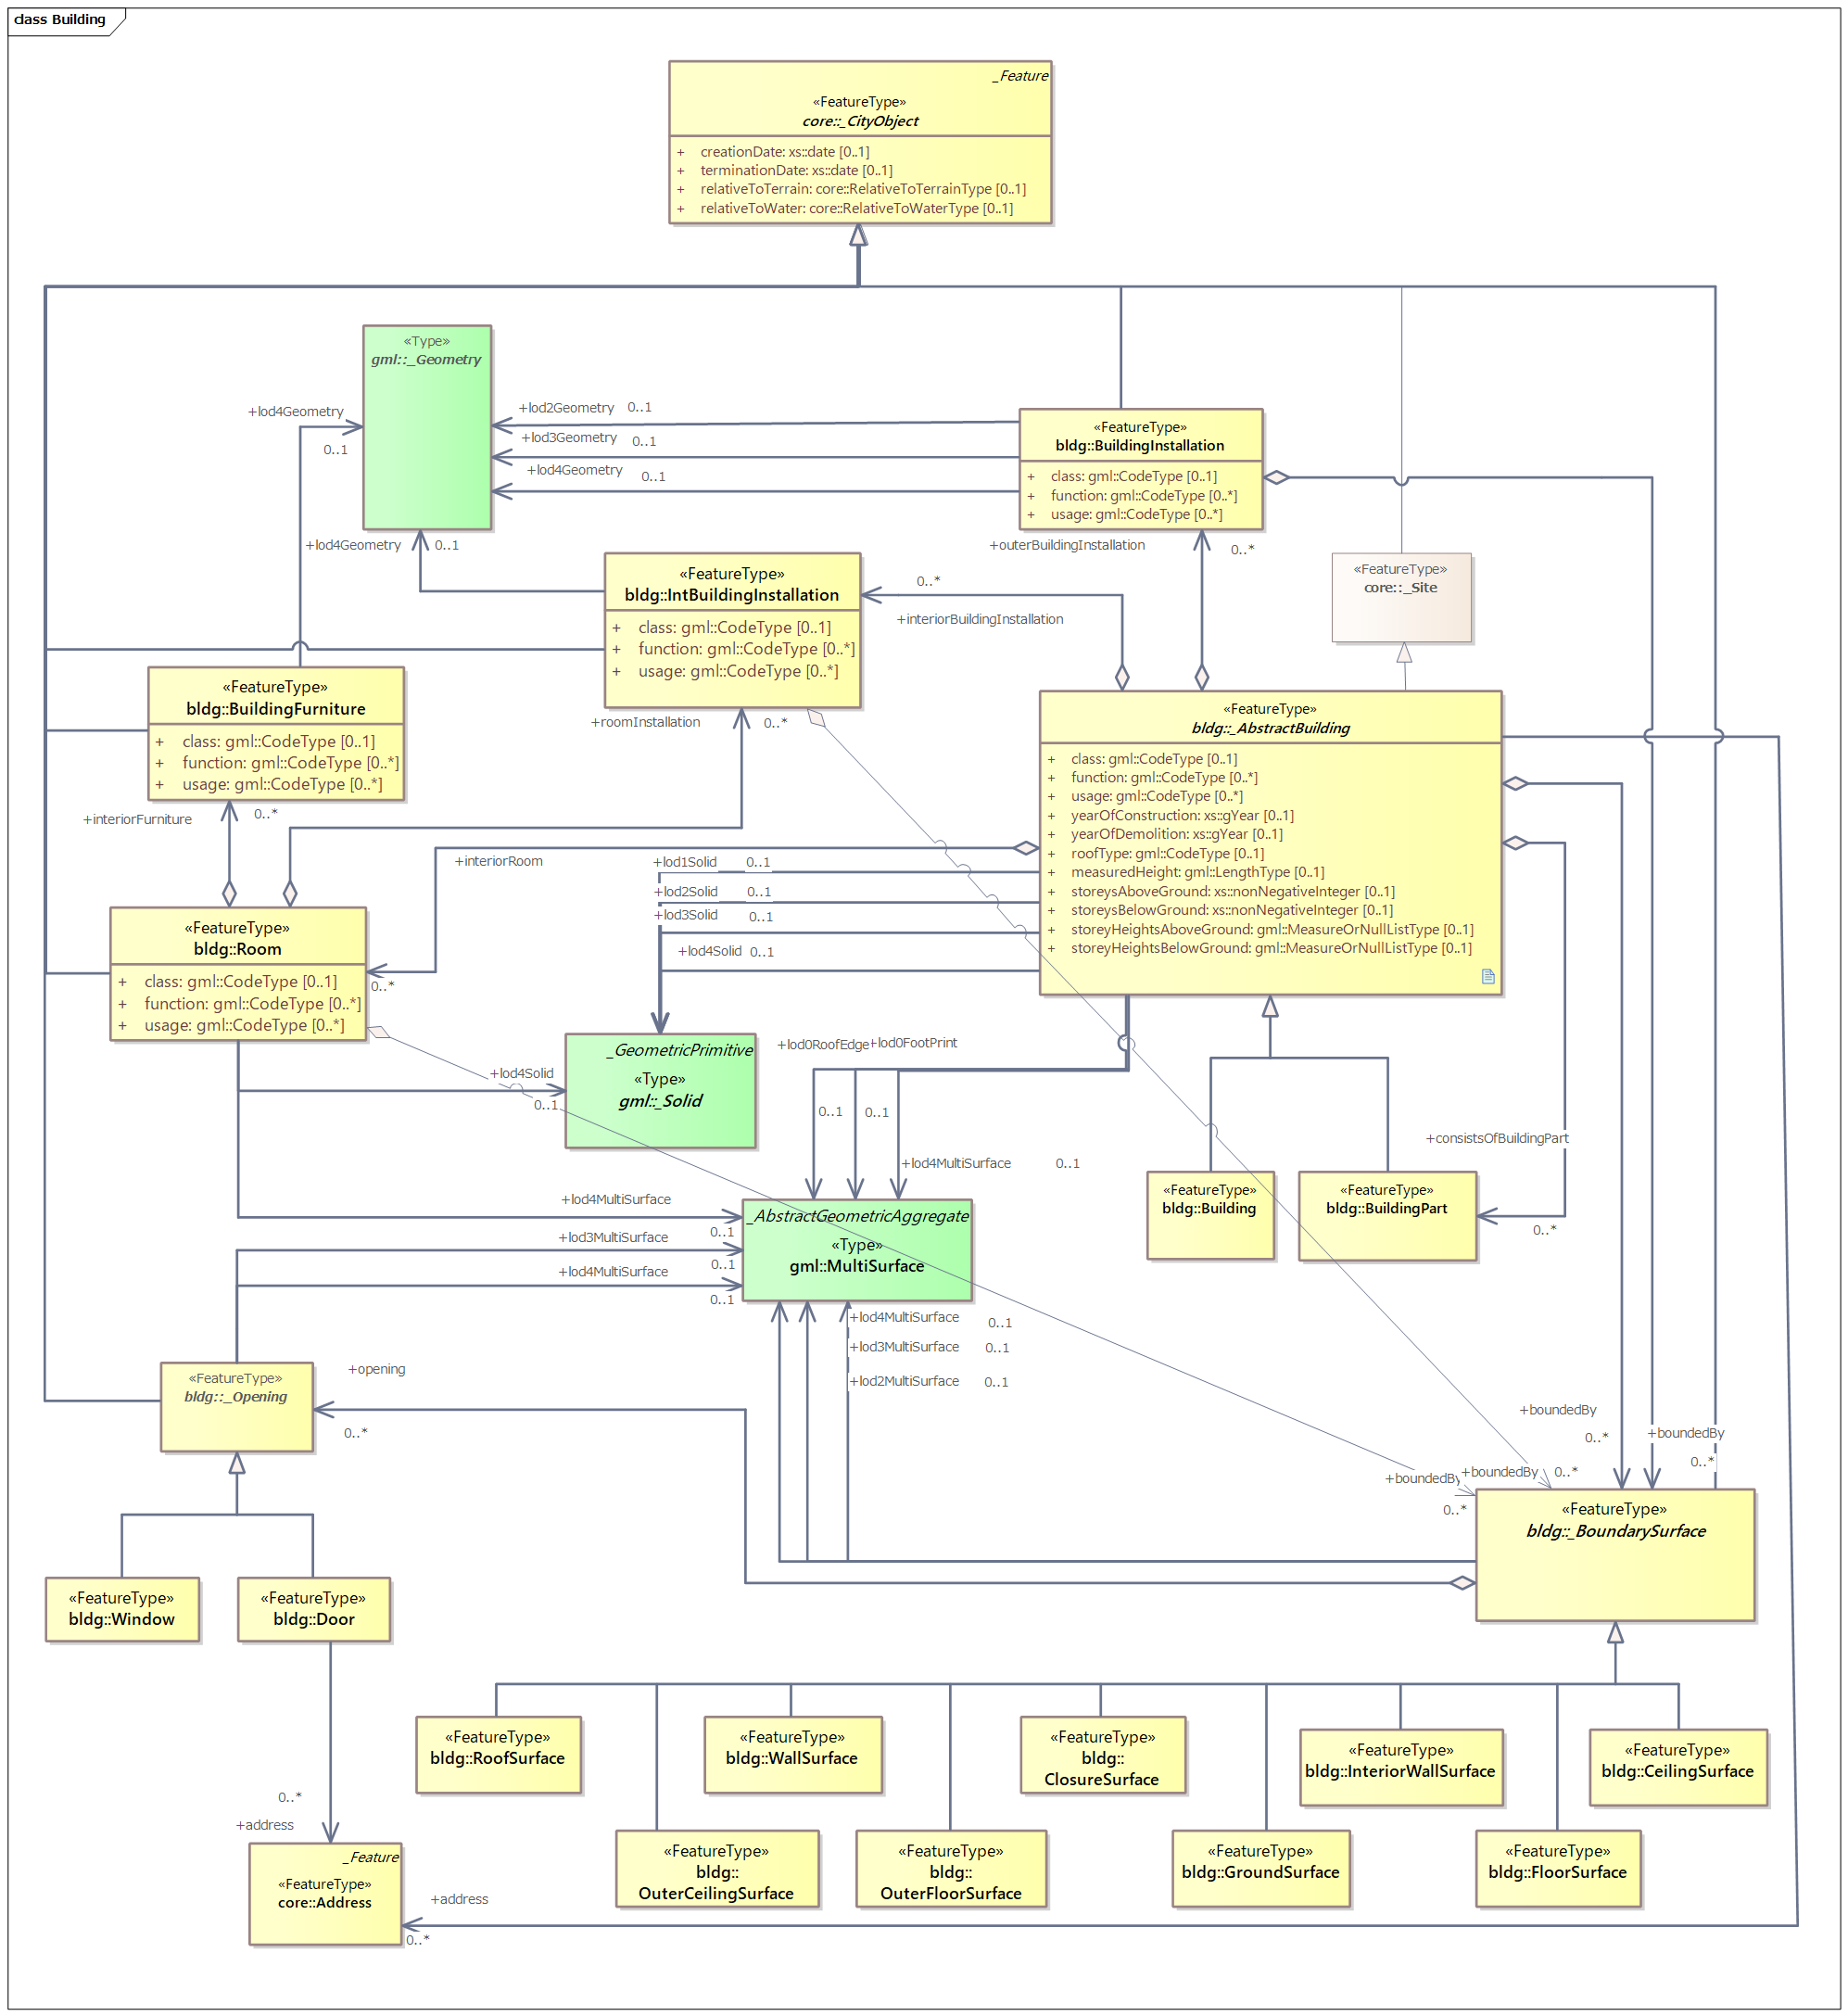 class Building
_Feature
«FeatureType»
core::_CityObject
+ creationDate: xs::date [0..1]
+ terminationDate: xs::date [0..1]
+ relativeToTerrain: core::RelativeToTerrainType [0..1]
+ relativeToWater: core::RelativeToWaterType [0..1]
«Type»
gml::_Geometry
+lod4Geometry
0..1
+lod2Geometry 0..1
+lod3Geometry 0..1
+lod4Geometry 0..1
«FeatureType»
bldg::BuildingInstallation
+ class: gml::CodeType [0..1]
+ function: gml::CodeType [0..*]
+ usage: gml::CodeType [0..*]
+lod4Geometry 0..1
+outerBuildingInstallation 0..*
«FeatureType»
core::_Site
«FeatureType»
bldg::IntBuildingInstallation
+ class: gml::CodeType [0..1]
+ function: gml::CodeType [0..*]
+ usage: gml::CodeType [0..*]
0..*
+interiorBuildingInstallation
«FeatureType»
bldg::BuildingFurniture
+ class: gml::CodeType [0..1]
+ function: gml::CodeType [0..*]
+ usage: gml::CodeType [0..*]
+roomInstallation 0..*
«FeatureType»
bldg::_AbstractBuilding
+ class: gml::CodeType [0..1]
+ function: gml::CodeType [0..*]
+ usage: gml::CodeType [0..*]
+ yearOfConstruction: xs::gYear [0..1]
+ yearOfDemolition: xs::gYear [0..1]
+ roofType: gml::CodeType [0..1]
+ measuredHeight: gml::LengthType [0..1]
+ storeysAboveGround: xs::nonNegativeInteger [0..1]
+ storeysBelowGround: xs::nonNegativeInteger [0..1]
+ storeyHeightsAboveGround: gml::MeasureOrNullListType [0..1]
+ storeyHeightsBelowGround: gml::MeasureOrNullListType [0..1]
+interiorFurniture 0..*
+interiorRoom
0..*
+lod1Solid 0..1
+lod2Solid 0..1
+lod3Solid 0..1
+lod4Solid 0..1
«FeatureType»
bldg::Room
+ class: gml::CodeType [0..1]
+ function: gml::CodeType [0..*]
+ usage: gml::CodeType [0..*]
+lod4Solid
0..1
_GeometricPrimitive
«Type»
gml::_Solid
+lod0RoofEdge +lod0FootPrint
0..1 0..1
+lod4MultiSurface 0..1
+consistsOfBuildingPart
0..*
«FeatureType»
bldg::Building
«FeatureType»
bldg::BuildingPart
+lod4MultiSurface
0..1
+lod3MultiSurface
0..1
+lod4MultiSurface
0..1
_AbstractGeometricAggregate
«Type»
gml::MultiSurface
+lod4MultiSurface 0..1
+lod3MultiSurface 0..1
+lod2MultiSurface 0..1
«FeatureType»
bldg::_Opening
+opening
0..*
+boundedBy
0..*
+boundedBy
0..*
+boundedBy
0..*
+boundedBy
0..*
«FeatureType»
bldg::_BoundarySurface
«FeatureType»
bldg::Window
«FeatureType»
bldg::Door
«FeatureType»
bldg::RoofSurface
«FeatureType»
bldg::WallSurface
«FeatureType»
bldg::
ClosureSurface
«FeatureType»
bldg::InteriorWallSurface
«FeatureType»
bldg::CeilingSurface
0..*
+address
«FeatureType»
bldg::
OuterCeilingSurface
«FeatureType»
bldg::
OuterFloorSurface
«FeatureType»
bldg::GroundSurface
«FeatureType»
bldg::FloorSurface
_Feature
«FeatureType»
core::Address
+address
0..*